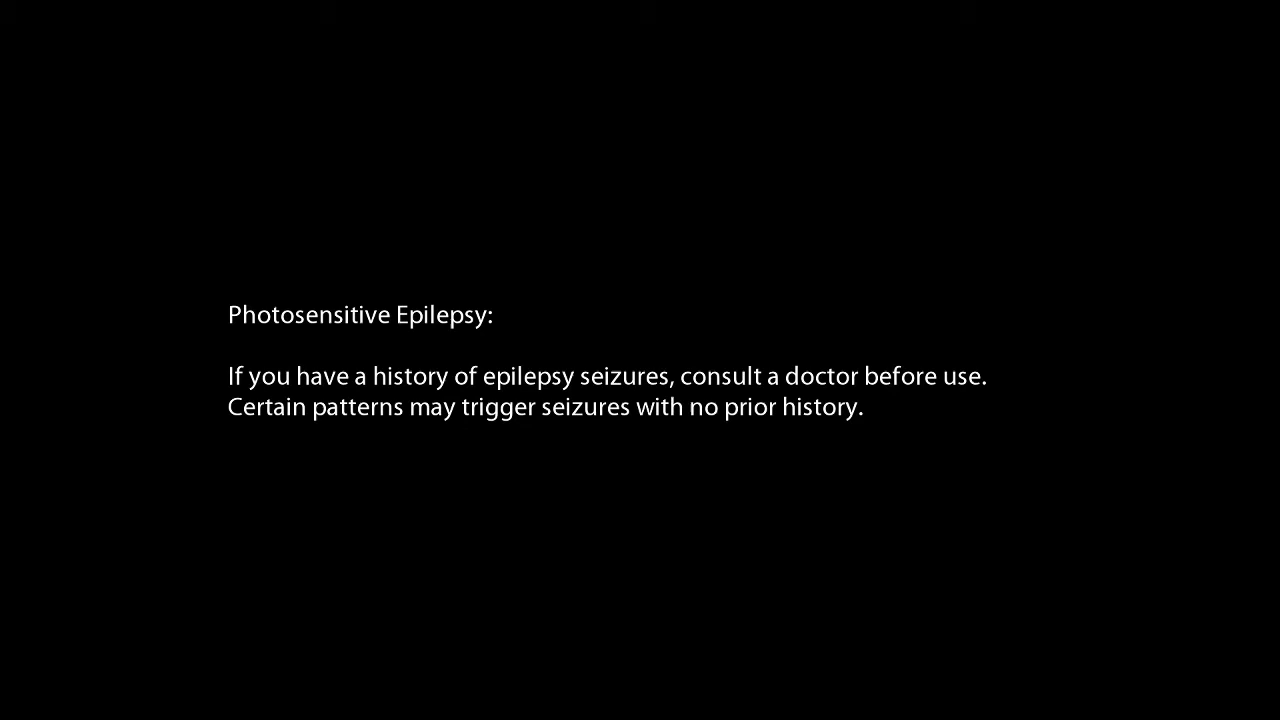 Photosensitive Epilepsy:
If you have a history of epilepsy seizures, consult a doctor before use.
Certain patterns may trigger seizures with no prior history.